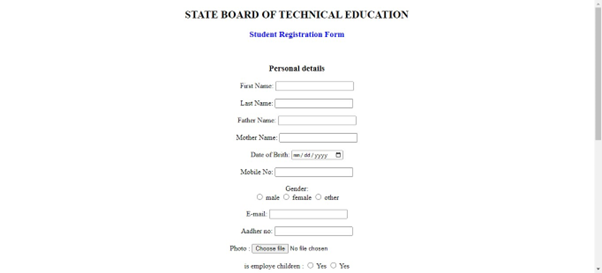 STATE BOARD OF TECHNICAL EDUCATION
Student Registration Form
Personal details
First Name:
Last Name:
Father Name:
Mother Name:
Date of Brith: mm/dd/yyyy
Mobile No:
Gender:
male female other
E-mail:
Aadher no:
Photo : Choose file No file chosen
is employe children : Yes Yes